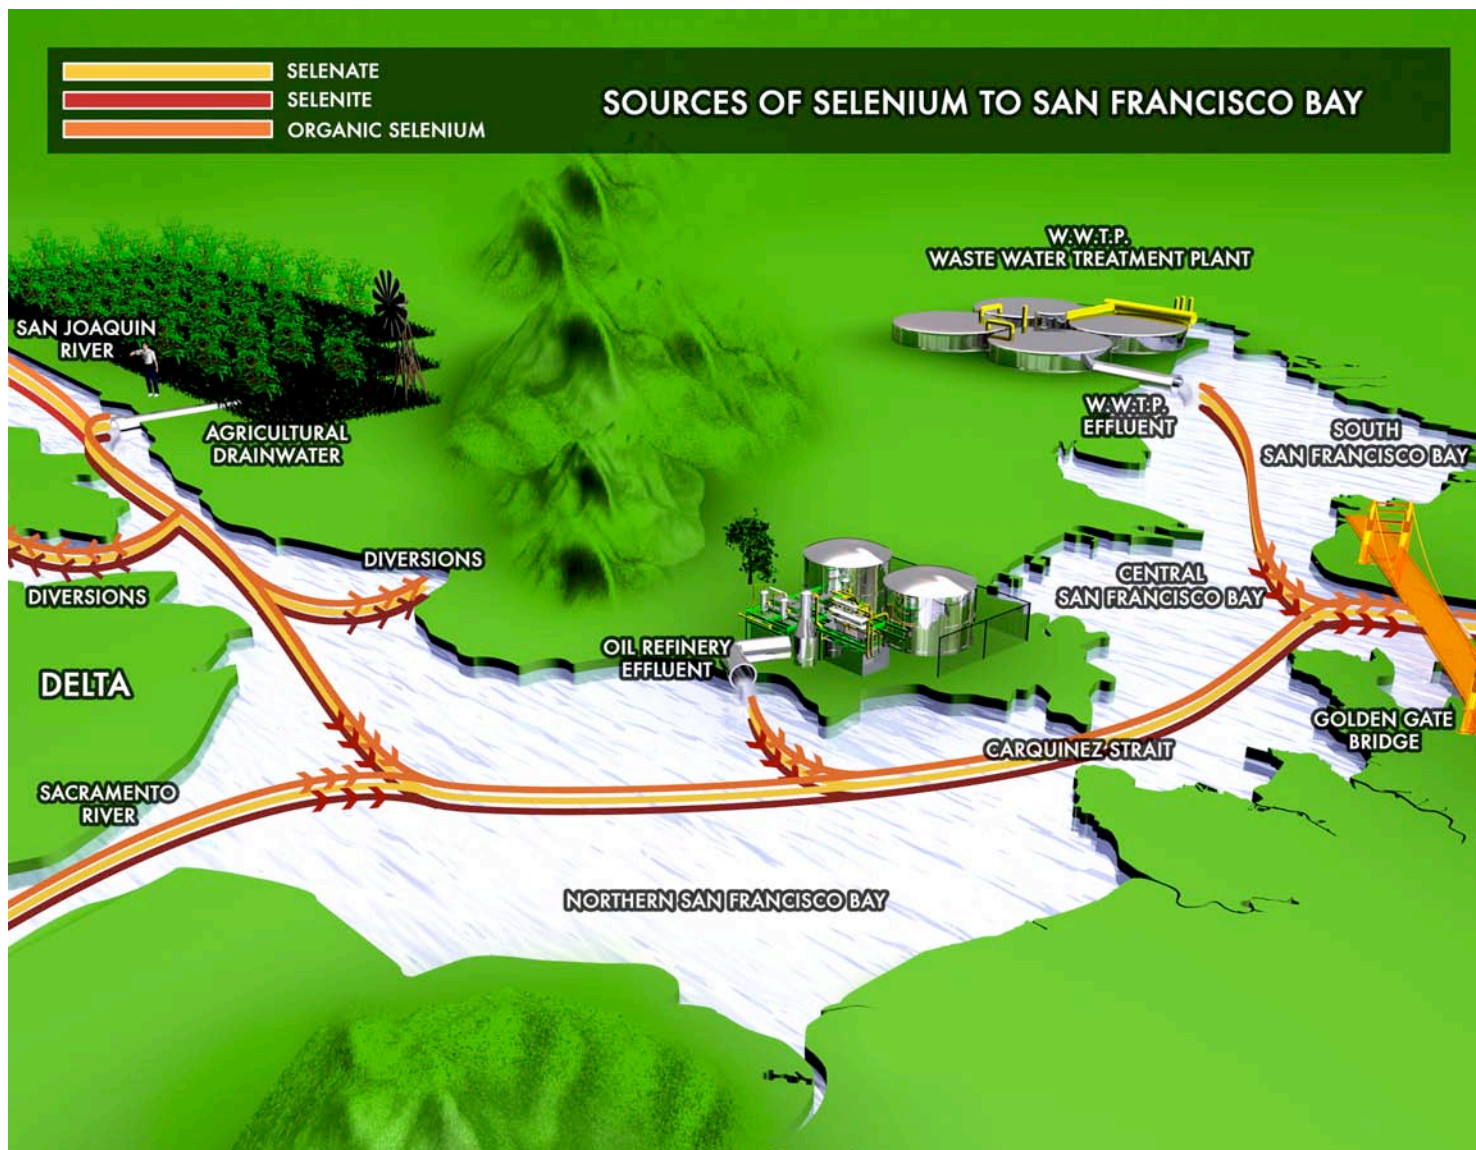 SELENATE
SELENITE
ORGANIC SELENIUM
SOURCES OF SELENIUM TO SAN FRANCISCO BAY
W.W.T.P.
WASTE WATER TREATMENT PLANT
SAN JOAQUIN
RIVER
AGRICULTURAL
DRAINWATER
W.W.T.P.
EFFLUENT
SOUTH
SAN FRANCISCO BAY
DIVERSIONS
DIVERSIONS
CENTRAL
SAN FRANCISCO BAY
OIL REFINERY
EFFLUENT
DELTA
GOLDEN GATE
BRIDGE
CARQUINEZ STRAIT
SACRAMENTO
RIVER
NORTHERN SAN FRANCISCO BAY